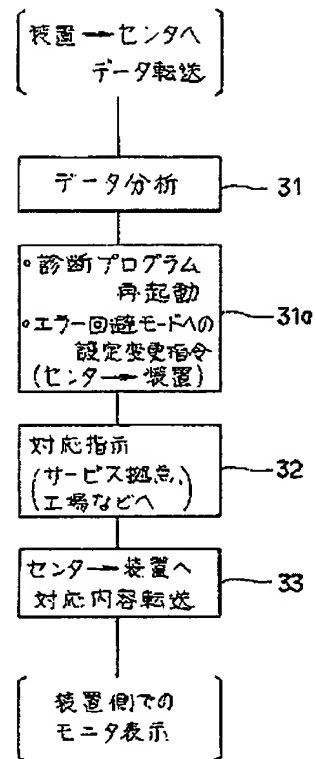 装置→センタへ
データ転送
データ分析
31
・診断プログラム
再起動
・エラー回避モードへの
設定変更指令
(センタ→装置)
31a
対応指示
(サービス拠点、
工場などへ)
32
センタ→装置へ
対応内容転送
33
装置側での
モニタ表示